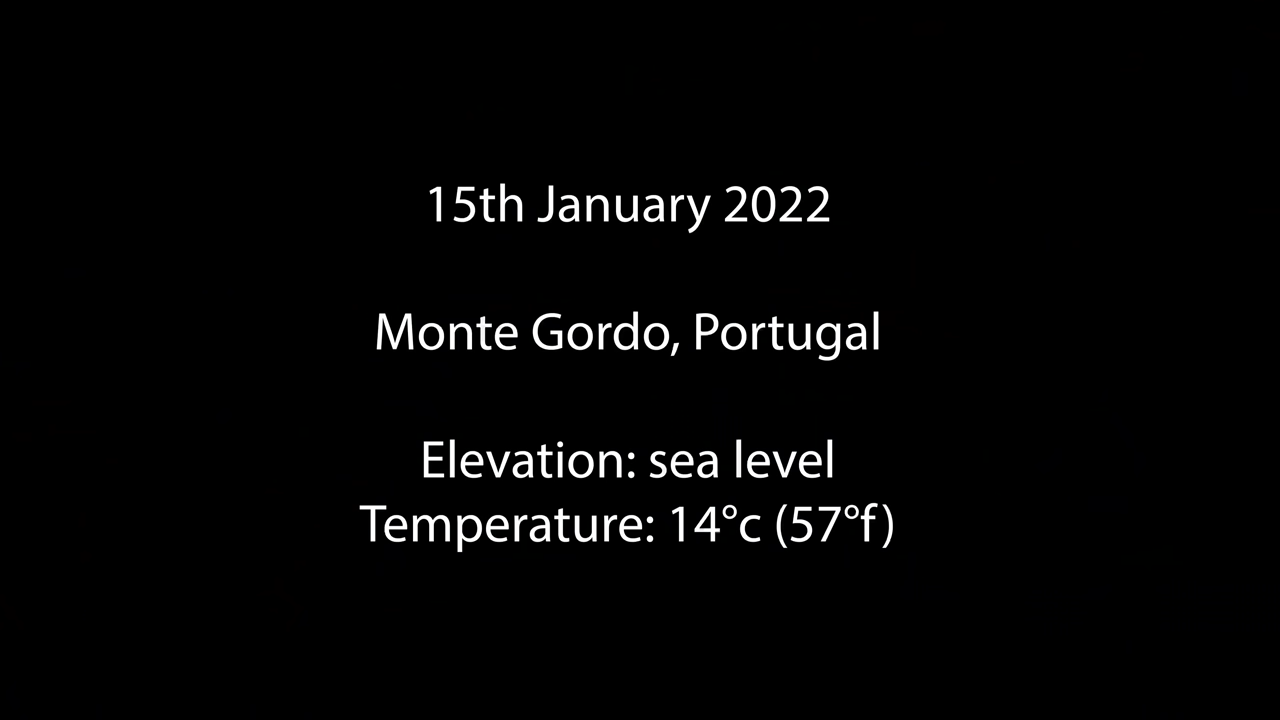 15th January 2022
Monte Gordo, Portugal
Elevation: sea level
Temperature: 14°c (57°f)